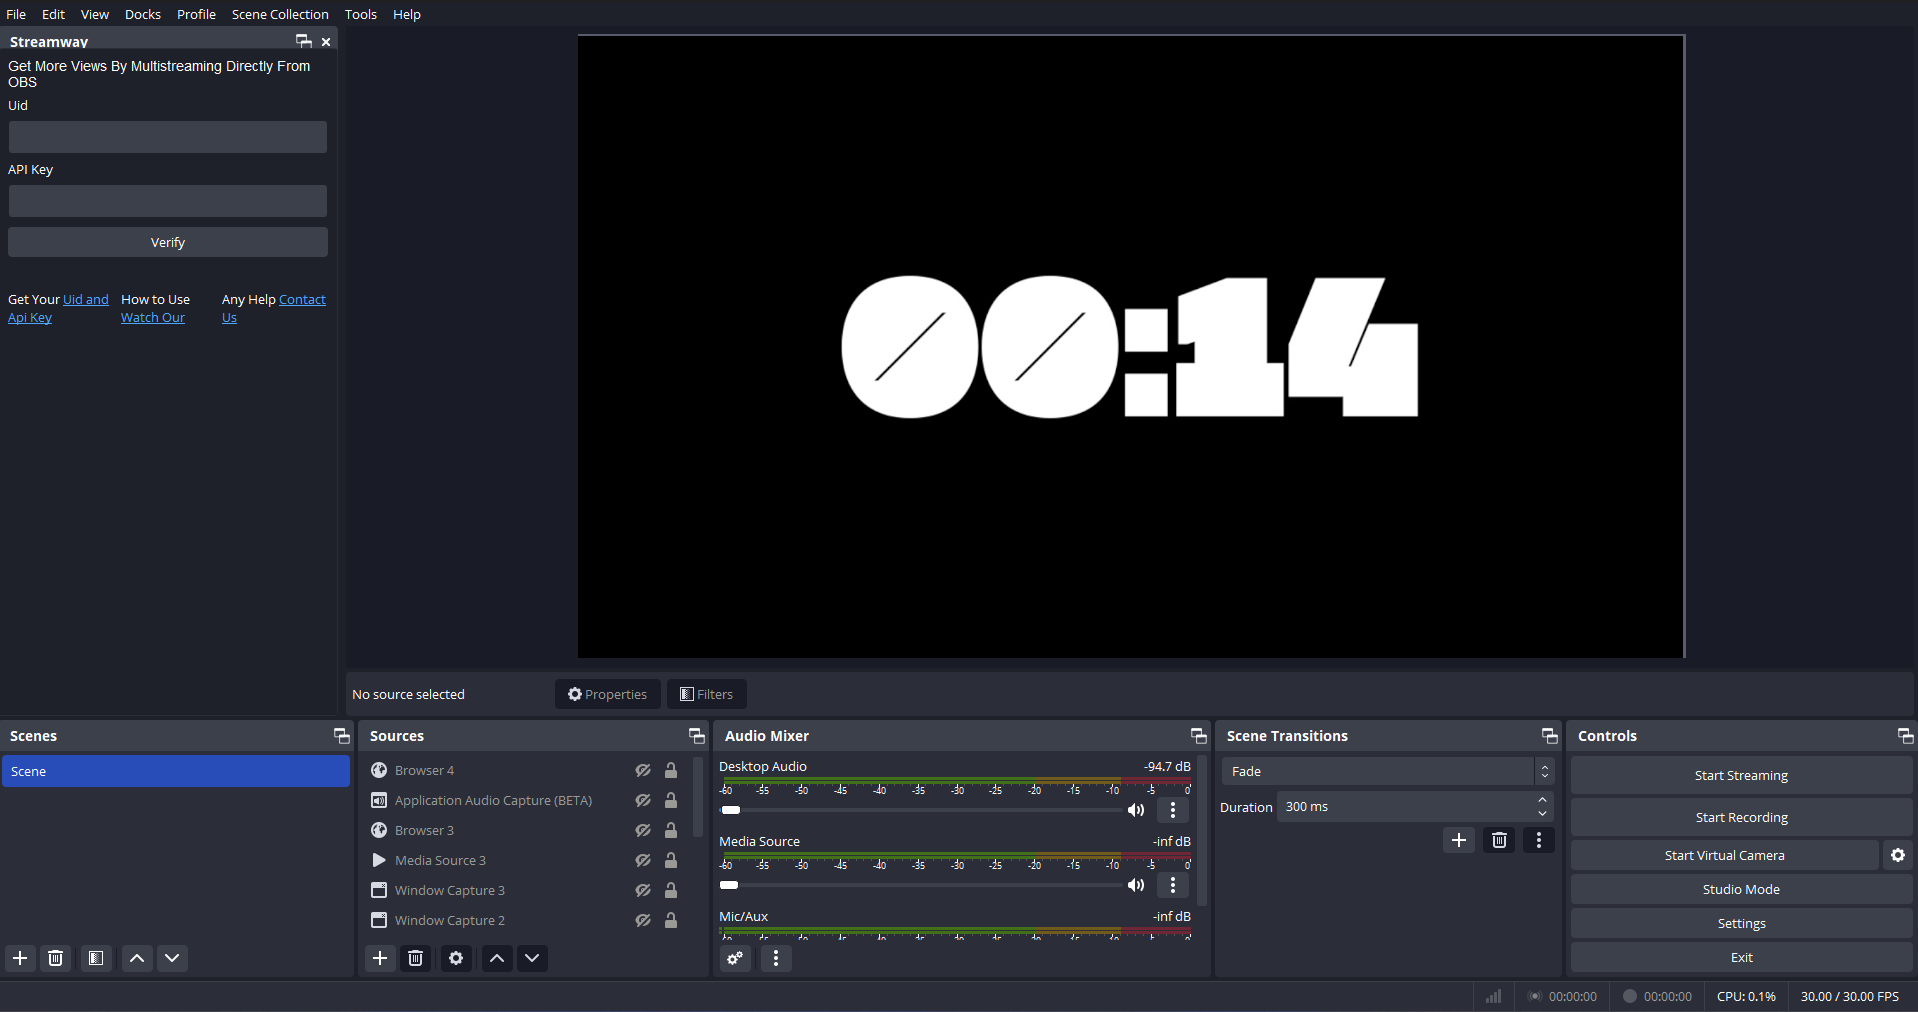 File Edit View Docks Profile Scene Collection Tools Help
Streamway
Get More Views By Multistreaming Directly From
OBS
Uid
API Key
Verify
Get Your Uid and
Api Key
How to Use
Watch Our
Any Help Contact
Us
00:14
No source selected
Properties
Filters
Scenes
Scene
Sources
Browser 4
Application Audio Capture (BETA)
Browser 3
Media Source 3
Window Capture 3
Window Capture 2
Audio Mixer
Desktop Audio -94.7 dB
-60 -55 -50 -45 -40 -35 -30 -25 -20 -15 -10 -5 0
Media Source -inf dB
-60 -55 -50 -45 -40 -35 -30 -25 -20 -15 -10 -5 0
Mic/Aux -inf dB
Scene Transitions
Fade
Duration 300 ms
Controls
Start Streaming
Start Recording
Start Virtual Camera
Studio Mode
Settings
Exit
00:00:00 00:00:00 CPU: 0.1% 30.00 / 30.00 FPS